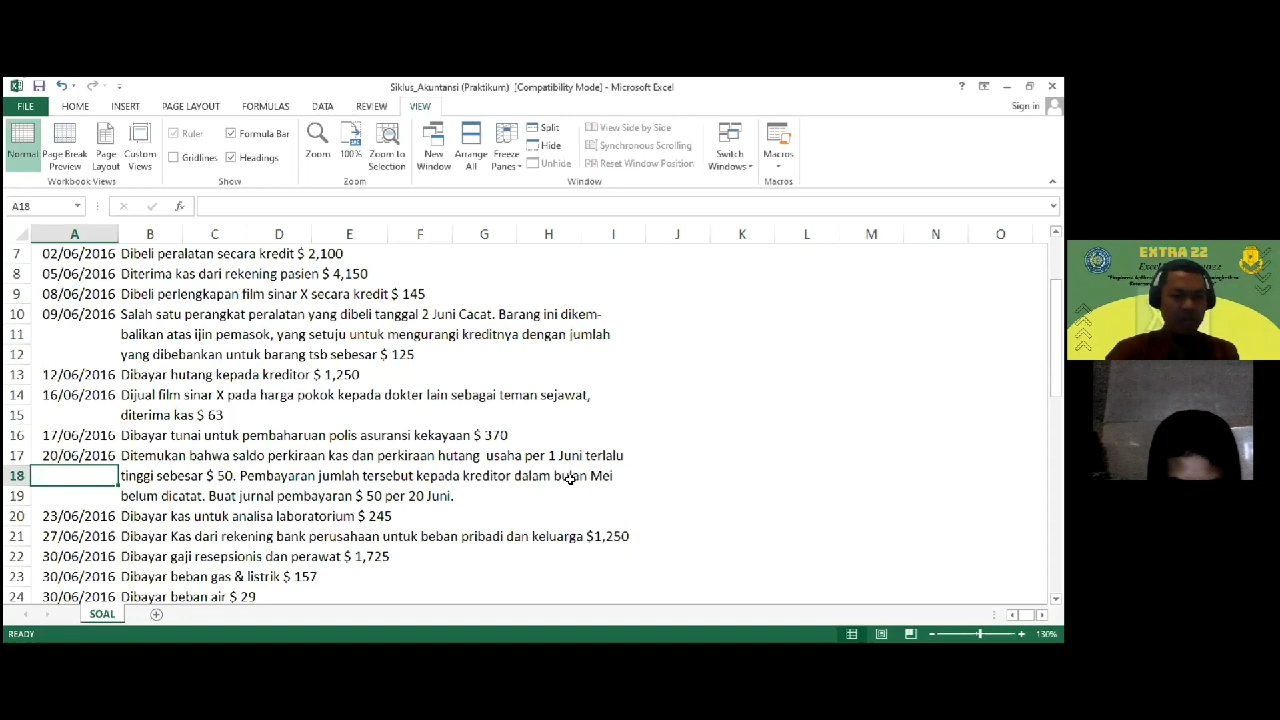 Siklus_Akuntansi (Praktikum) [Compatibility Mode] - Microsoft Excel
FILE HOME INSERT PAGE LAYOUT FORMULAS DATA REVIEW VIEW Sign in
Normal
Page Break Preview
Page Layout
Custom Views
Workbook Views
Ruler
Formula Bar
Gridlines
Headings
Show
Zoom
100%
Zoom to Selection
Zoom
New Window
Arrange All
Freeze Panes
Split
Hide
Unhide
View Side by Side
Synchronous Scrolling
Reset Window Position
Window
Switch Windows
Macros
Macros
A18 fx
A B C D E F G H I J K L M N O
7 02/06/2016 Dibeli peralatan secara kredit $ 2,100
8 05/06/2016 Diterima kas dari rekening pasien $ 4,150
9 08/06/2016 Dibeli perlengkapan film sinar X secara kredit $ 145
10 09/06/2016 Salah satu perangkat peralatan yang dibeli tanggal 2 Juni Cacat. Barang ini dikem-
11 balikan atas ijin pemasok, yang setuju untuk mengurangi kreditnya dengan jumlah
12 yang dibebankan untuk barang tsb sebesar $ 125
13 12/06/2016 Dibayar hutang kepada kreditor $ 1,250
14 16/06/2016 Dijual film sinar X pada harga pokok kepada dokter lain sebagai teman sejawat,
15 diterima kas $ 63
16 17/06/2016 Dibayar tunai untuk pembaharuan polis asuransi kekayaan $ 370
17 20/06/2016 Ditemukan bahwa saldo perkiraan kas dan perkiraan hutang usaha per 1 Juni terlalu
18 tinggi sebesar $ 50. Pembayaran jumlah tersebut kepada kreditor dalam bulan Mei
19 belum dicatat. Buat jurnal pembayaran $ 50 per 20 Juni.
20 23/06/2016 Dibayar kas untuk analisa laboratorium $ 245
21 27/06/2016 Dibayar Kas dari rekening bank perusahaan untuk beban pribadi dan keluarga $1,250
22 30/06/2016 Dibayar gaji resepsionis dan perawat $ 1,725
23 30/06/2016 Dibayar beban gas & listrik $ 157
24 30/06/2016 Dibayar beban air $ 29
SOAL
READY 130%
EXTRA 22